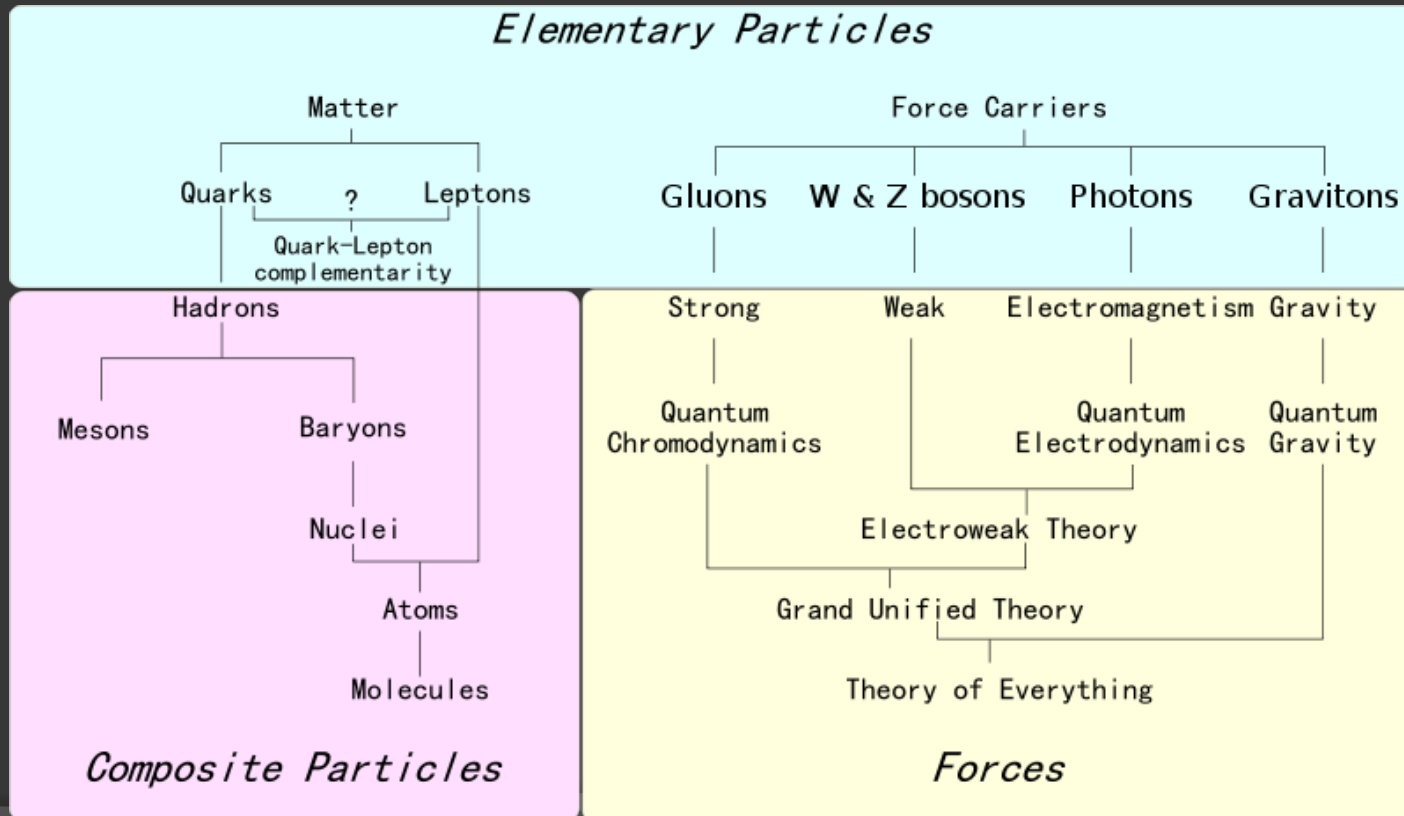 Elementary Particles
Matter
Force Carriers
Quarks
?
Leptons
Gluons
W & Z bosons
Photons
Gravitons
Quark-Lepton
complementarity
Hadrons
Strong
Weak
Electromagnetism
Gravity
Mesons
Baryons
Quantum
Chromodynamics
Quantum
Electrodynamics
Quantum
Gravity
Nuclei
Electroweak Theory
Atoms
Grand Unified Theory
Molecules
Theory of Everything
Composite Particles
Forces